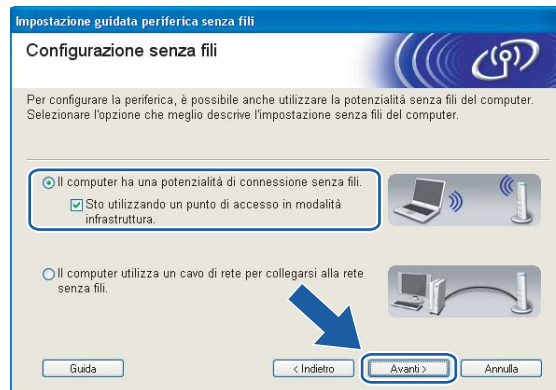 Impostazione guidata periferica senza fili
Configurazione senza fili
Per configurare la periferica, è possibile anche utilizzare la potenzialità senza fili del computer.
Selezionare l'opzione che meglio descrive l'impostazione senza fili del computer.
Il computer ha una potenzialità di connessione senza fili.
Sto utilizzando un punto di accesso in modalità
infrastruttura.
Il computer utilizza un cavo di rete per collegarsi alla rete
senza fili.
Guida
< Indietro
Avanti >
Annulla